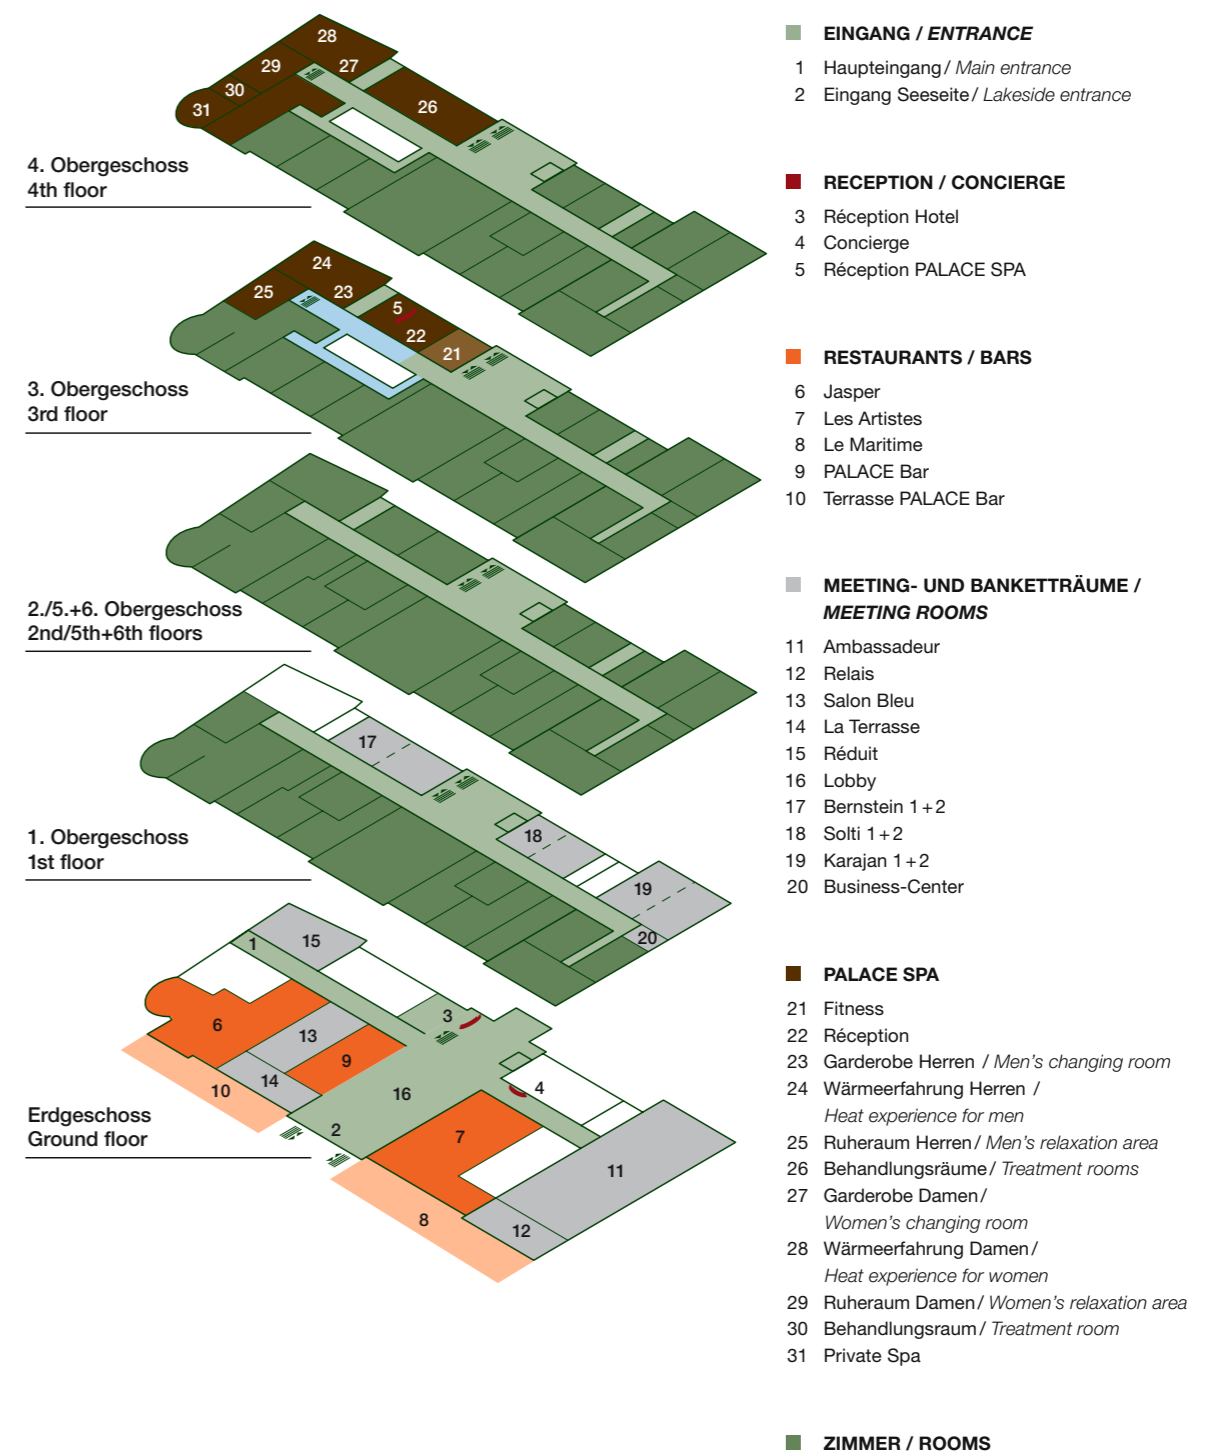 28
29
27
30
26
31
4. Obergeschoss
4th floor
24
25
23
5
22
21
3. Obergeschoss
3rd floor
2./5.+6. Obergeschoss
2nd/5th+6th floors
17
18
19
20
1. Obergeschoss
1st floor
1
15
3
6
13
9
14
10
16
4
2
7
11
8
12
Erdgeschoss
Ground floor
EINGANG / ENTRANCE
1 Haupteingang / Main entrance
2 Eingang Seeseite / Lakeside entrance
RECEPTION / CONCIERGE
3 Réception Hotel
4 Concierge
5 Réception PALACE SPA
RESTAURANTS / BARS
6 Jasper
7 Les Artistes
8 Le Maritime
9 PALACE Bar
10 Terrasse PALACE Bar
MEETING- UND BANKETTRÄUME /
MEETING ROOMS
11 Ambassadeur
12 Relais
13 Salon Bleu
14 La Terrasse
15 Réduit
16 Lobby
17 Bernstein 1+2
18 Solti 1+2
19 Karajan 1+2
20 Business-Center
PALACE SPA
21 Fitness
22 Réception
23 Garderobe Herren / Men's changing room
24 Wärmeerfahrung Herren /
Heat experience for men
25 Ruheraum Herren / Men's relaxation area
26 Behandlungsräume / Treatment rooms
27 Garderobe Damen /
Women's changing room
28 Wärmeerfahrung Damen /
Heat experience for women
29 Ruheraum Damen / Women's relaxation area
30 Behandlungsraum / Treatment room
31 Private Spa
ZIMMER / ROOMS